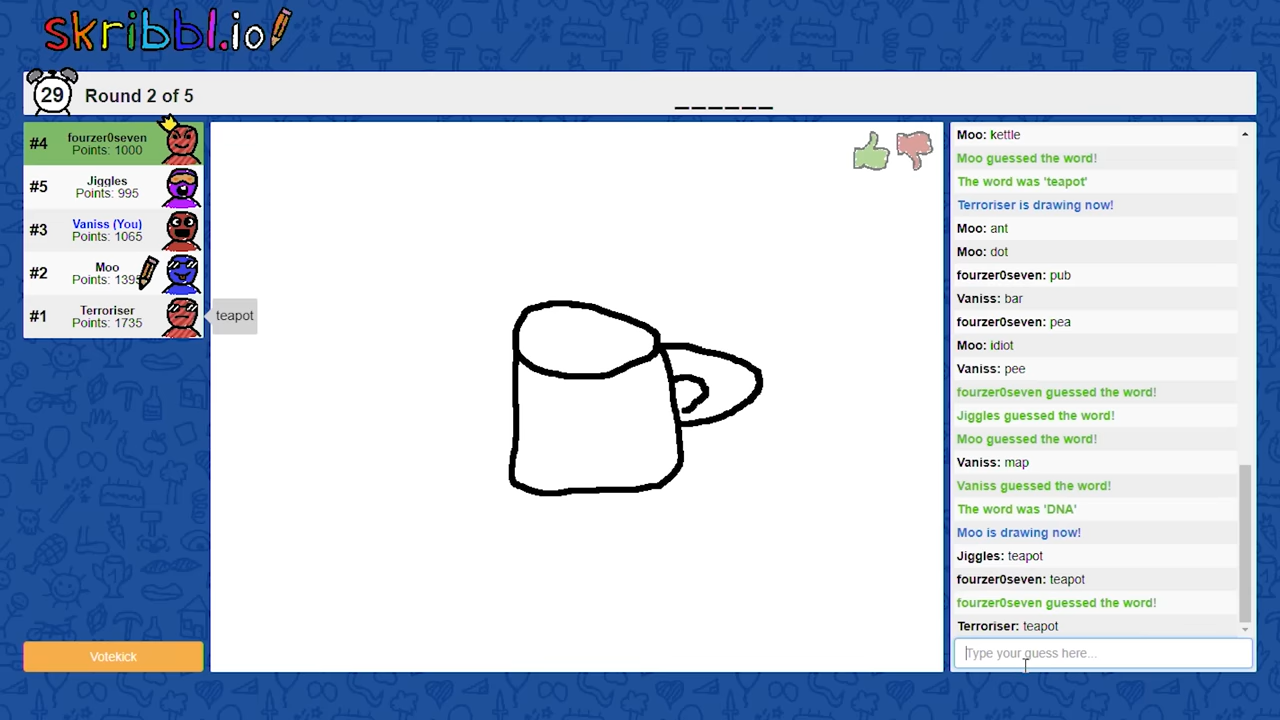 skribbl.io
29
Round 2 of 5
______
#4
fourzer0seven
Points: 1000
#5
Jiggles
Points: 995
#3
Vaniss (You)
Points: 1065
#2
Moo
Points: 1395
#1
Terroriser
Points: 1735
teapot
Votekick
Moo: kettle
Moo guessed the word!
The word was 'teapot'
Terroriser is drawing now!
Moo: ant
Moo: dot
fourzer0seven: pub
Vaniss: bar
fourzer0seven: pea
Moo: idiot
Vaniss: pee
fourzer0seven guessed the word!
Jiggles guessed the word!
Moo guessed the word!
Vaniss: map
Vaniss guessed the word!
The word was 'DNA'
Moo is drawing now!
Jiggles: teapot
fourzer0seven: teapot
fourzer0seven guessed the word!
Terroriser: teapot
Type your guess here...